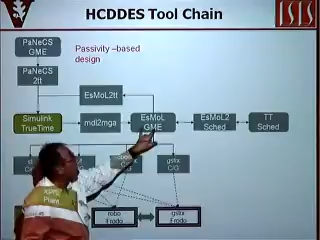 HCDDES Tool Chain
ISIS
PaNeCS
GME
Passivity –based
design
PaNeCS
2tt
EsMoL2tt
Simulink
TrueTime
mdl2mga
EsMoL
GME
EsMoL2
Sched
TT
Sched
C/G
C/G
Plant
robo
Frodo
gstix
Frodo